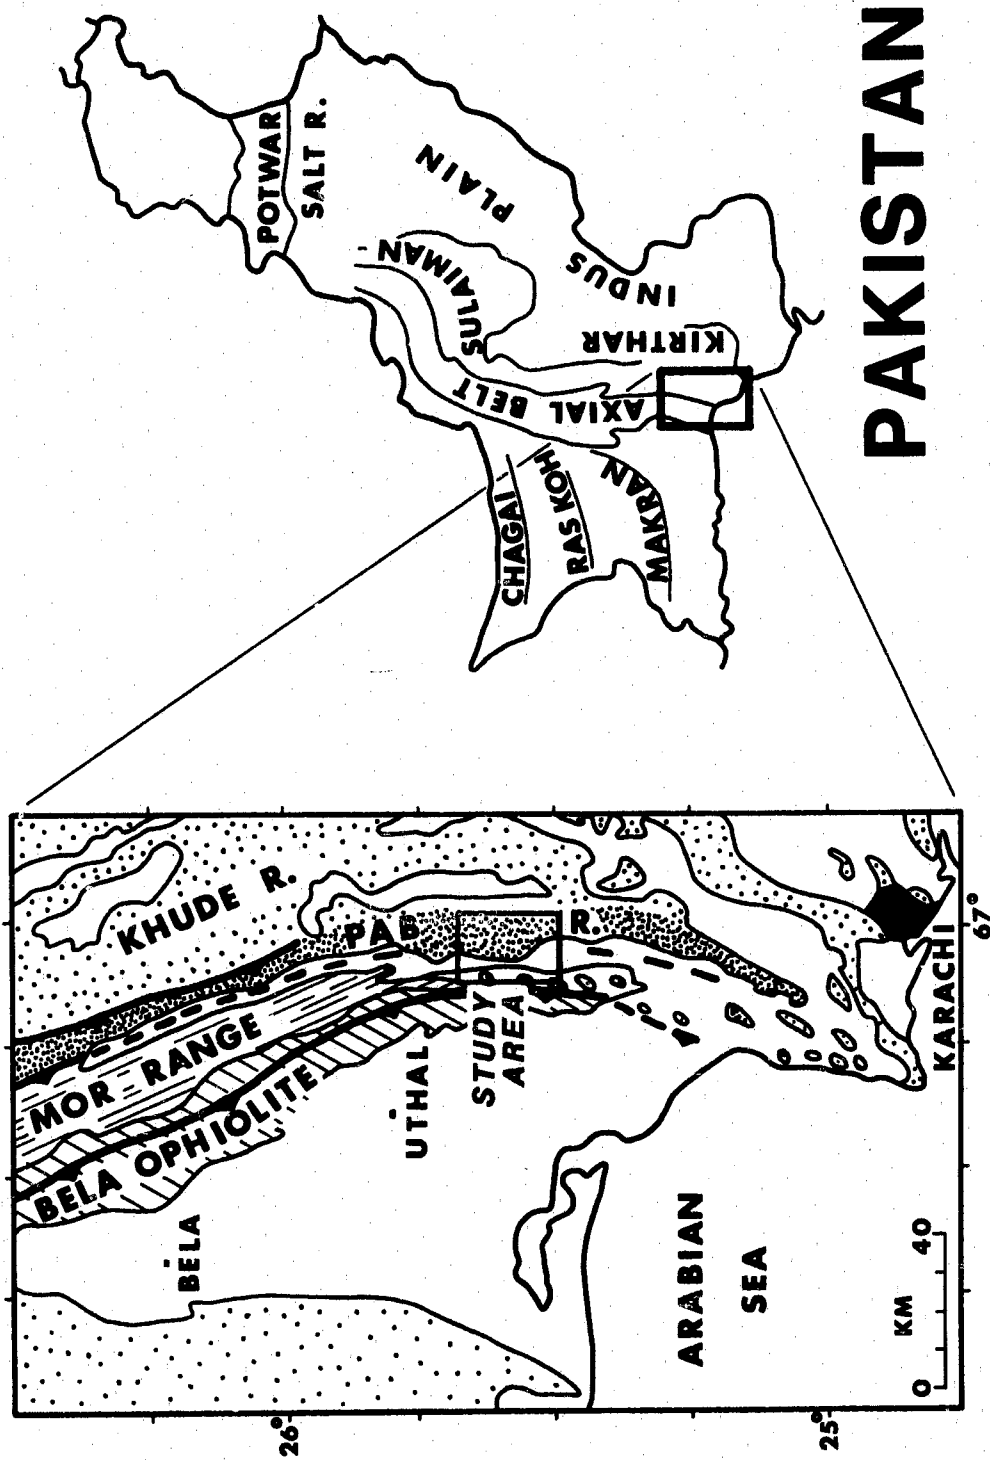 PAKISTAN
POTWAR
SALT R.
SULAIMAN
INDUS PLAIN
KIRTHAR
AXIAL BELT
CHAGAI
RAS KOH
MAKRAN
KHUDE R.
PAB R.
MOR RANGE
BELA OPHIOLITE
BELA
UTHAL
STUDY
AREA
ARABIAN
SEA
KARACHI
KM
0 40
26°
25°
67°